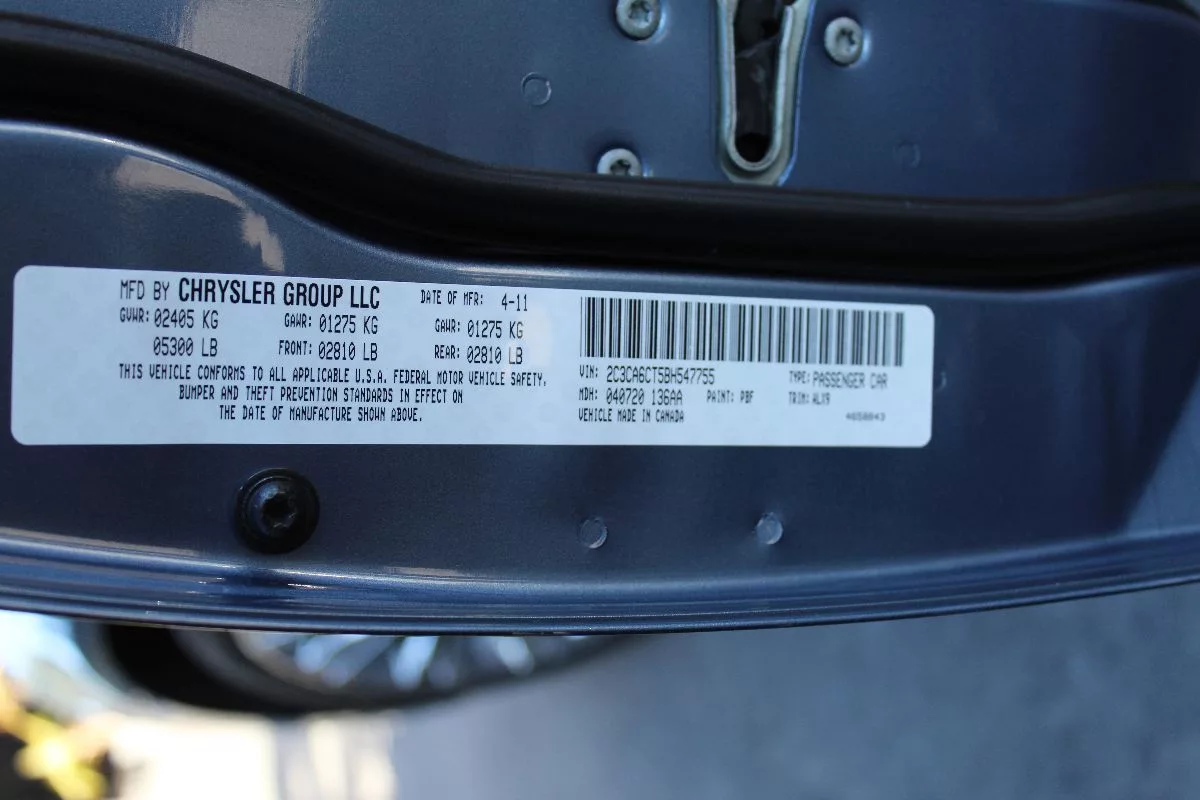 MFD BY CHRYSLER GROUP LLC DATE OF MFR: 4-11
GVWR: 02405 KG GAWR: 01275 KG GAWR: 01275 KG
05300 LB FRONT: 02810 LB REAR: 02810 LB
THIS VEHICLE CONFORMS TO ALL APPLICABLE U.S.A. FEDERAL MOTOR VEHICLE SAFETY,
BUMPER AND THEFT PREVENTION STANDARDS IN EFFECT ON
THE DATE OF MANUFACTURE SHOWN ABOVE.
VIN: 2C3CA6CT5BH547755 TYPE: PASSENGER CAR
MDH: 040720 136AA PAINT: PBF TRIM: ALX9
VEHICLE MADE IN CANADA 4658043